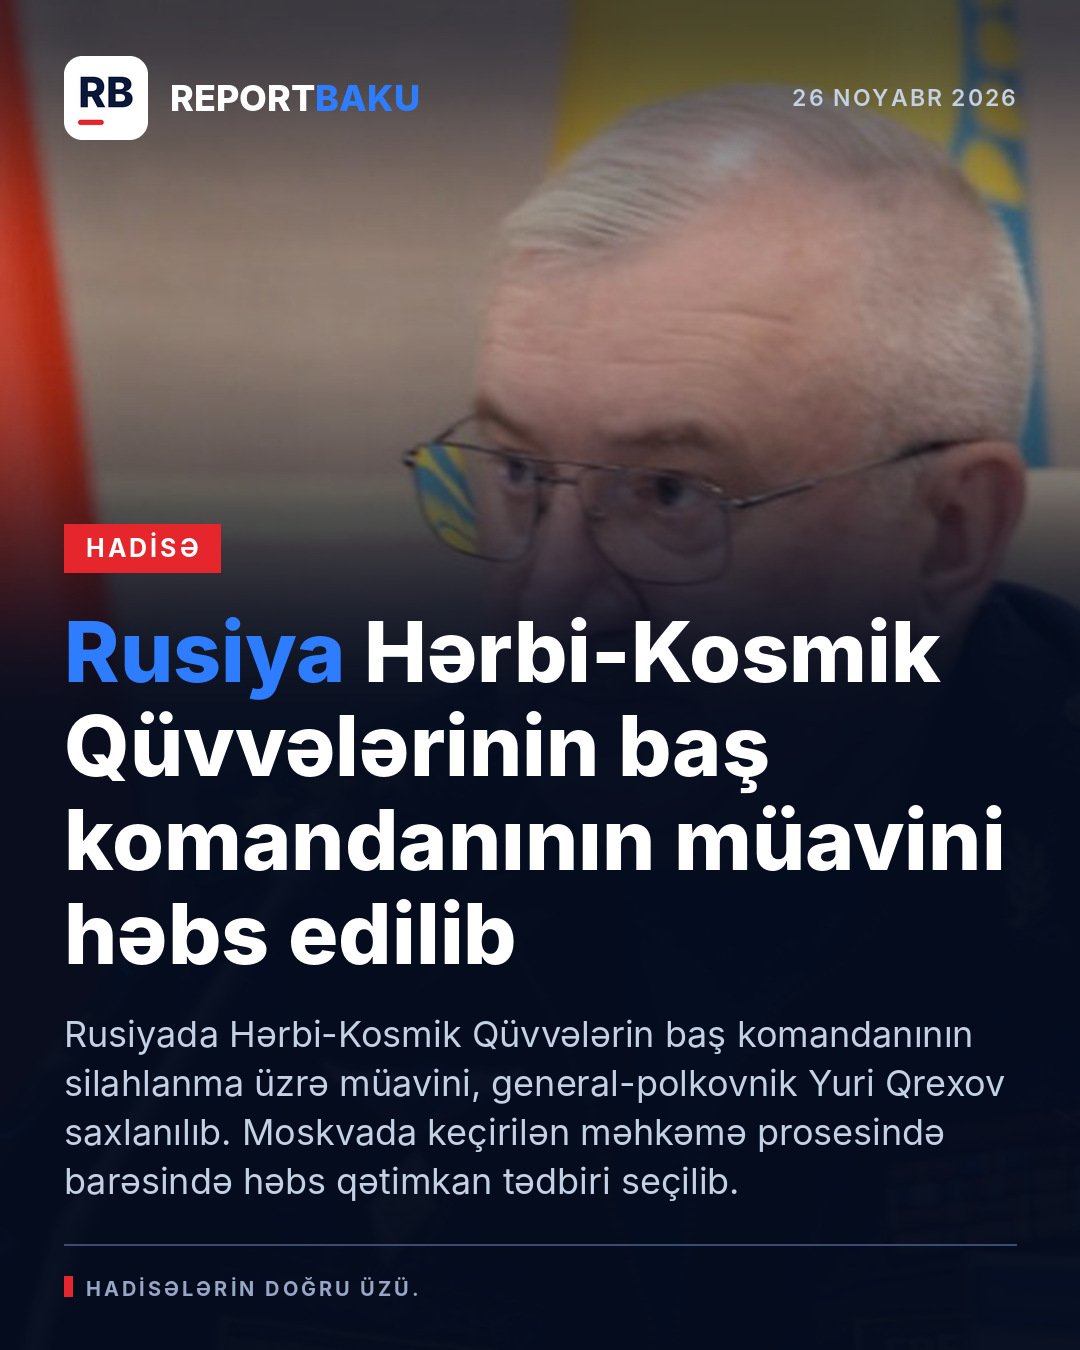 RB
REPORTBAKU
26 NOYABR 2026
HADİSƏ
Rusiya Hərbi-Kosmik
Qüvvələrinin baş
komandanının müavini
həbs edilib
Rusiyada Hərbi-Kosmik Qüvvələrin baş komandanının
silahlanma üzrə müavini, general-polkovnik Yuri Qrexov
saxlanılıb. Moskvada keçirilən məhkəmə prosesində
barəsində həbs qətimkan tədbiri seçilib.
HADİSƏLƏRİN DOĞRU ÜZÜ.